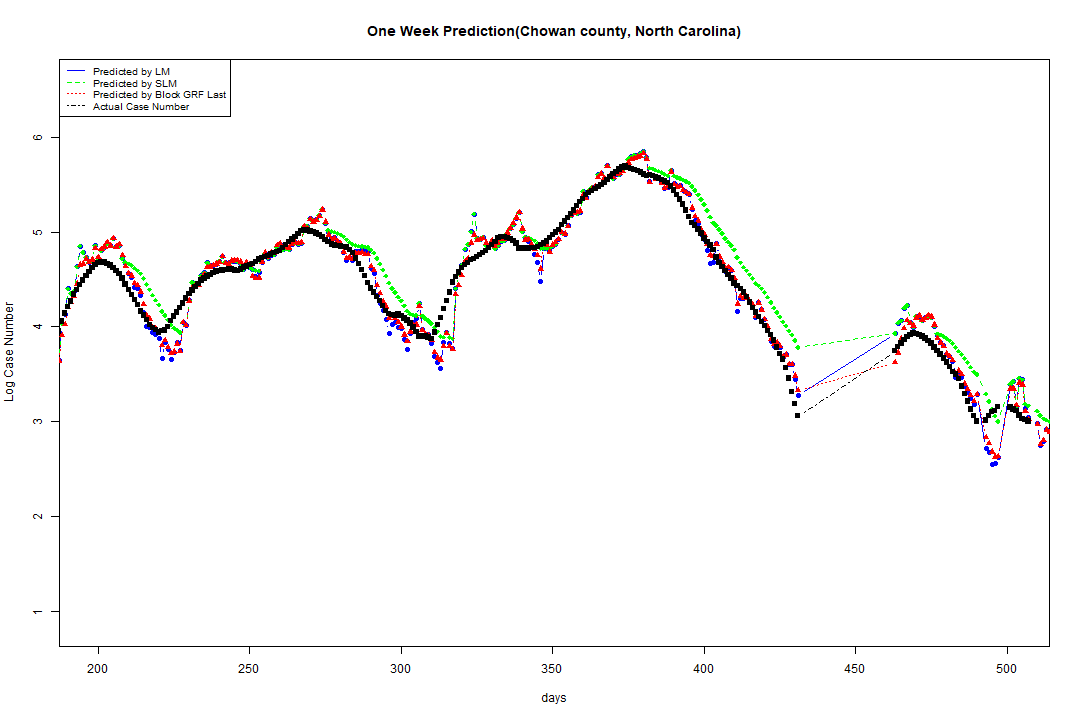 One Week Prediction(Chowan county, North Carolina)
Predicted by LM
Predicted by SLM
Predicted by Block GRF Last
Actual Case Number
Log Case Number
6
5
4
3
2
1
200 250 300 350 400 450 500
days